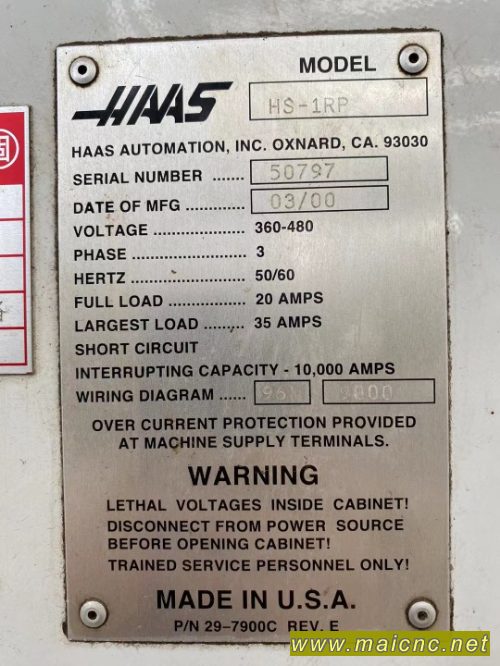 MODEL
HAAS HS-1RP
HAAS AUTOMATION, INC. OXNARD, CA. 93030
SERIAL NUMBER ....... 50797
DATE OF MFG ............. 03/00
VOLTAGE .................... 360-480
PHASE ........................ 3
HERTZ ........................ 50/60
FULL LOAD ................ 20 AMPS
LARGEST LOAD ......... 35 AMPS
SHORT CIRCUIT
INTERRUPTING CAPACITY - 10,000 AMPS
WIRING DIAGRAM ......
OVER CURRENT PROTECTION PROVIDED
AT MACHINE SUPPLY TERMINALS.
WARNING
LETHAL VOLTAGES INSIDE CABINET!
DISCONNECT FROM POWER SOURCE
BEFORE OPENING CABINET!
TRAINED SERVICE PERSONNEL ONLY!
MADE IN U.S.A.
P/N 29-7900C REV. E
www.maicnc.net